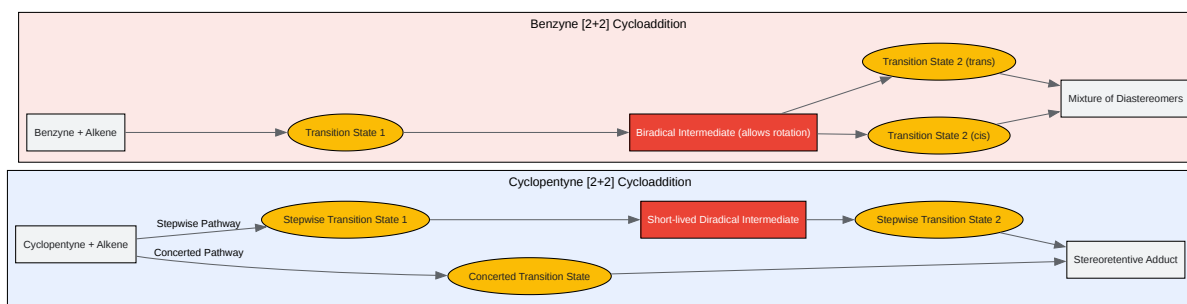 Benzyne [2+2] Cycloaddition
Transition State 2 (trans)
Mixture of Diastereomers
Benzyne + Alkene
Transition State 1
Biradical Intermediate (allows rotation)
Transition State 2 (cis)
Cyclopentyne [2+2] Cycloaddition
Stepwise Pathway
Stepwise Transition State 1
Short-lived Diradical Intermediate
Stepwise Transition State 2
Cyclopentyne + Alkene
Concerted Pathway
Stereoretentive Adduct
Concerted Transition State